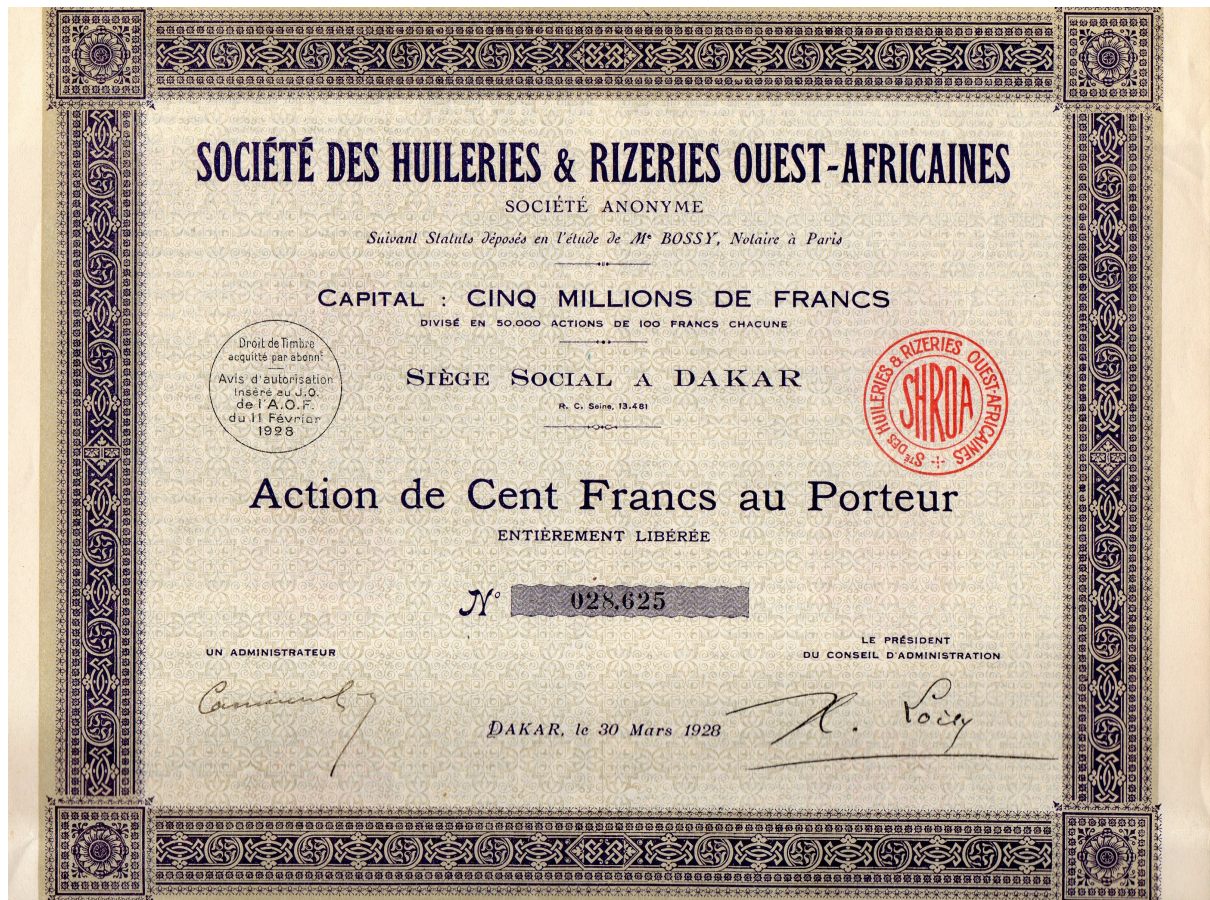 SOCIÉTÉ DES HUILERIES & RIZERIES OUEST-AFRICAINES
SOCIÉTÉ ANONYME
Suivant Statuts déposés en l'étude de Mᵉ BOSSY, Notaire à Paris
CAPITAL : CINQ MILLIONS DE FRANCS
DIVISÉ EN 50.000 ACTIONS DE 100 FRANCS CHACUNE
Droit de Timbre
acquitté par abonnᵗ
Avis d'autorisation
inséré au J.O.
de l'A.O.F.
du 11 Février
1928
SIÈGE SOCIAL A DAKAR
R. C. Seine, 13.481
Sᵗᵉ DES HUILERIES & RIZERIES OUEST-AFRICAINES
SHROA
Action de Cent Francs au Porteur
ENTIÈREMENT LIBÉRÉE
N° 028,625
UN ADMINISTRATEUR
LE PRÉSIDENT
DU CONSEIL D'ADMINISTRATION
DAKAR, le 30 Mars 1928